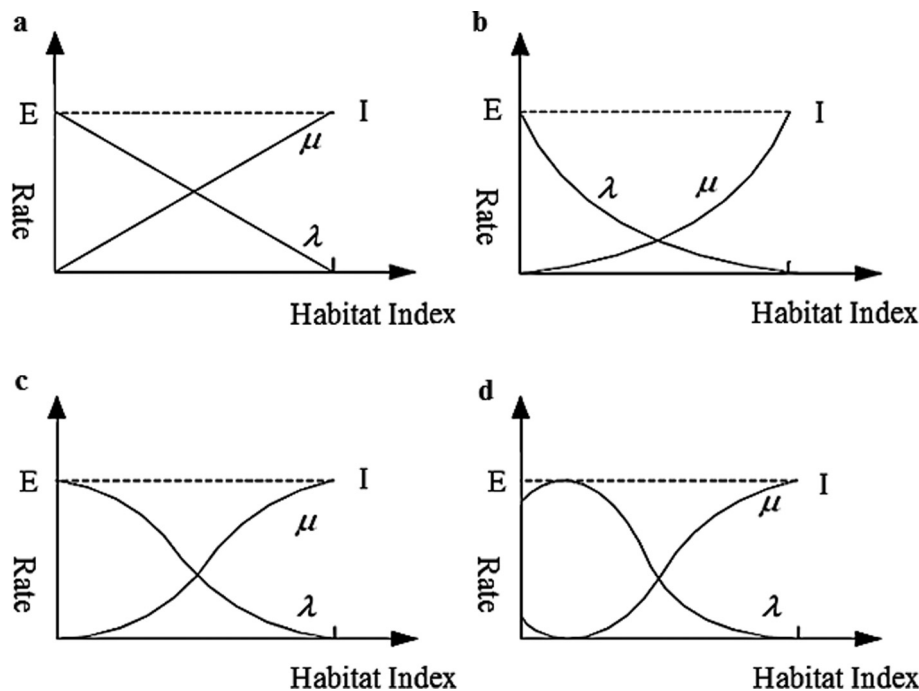 a
E
I
μ
Rate
λ
Habitat Index
b
E
I
λ
μ
Rate
Habitat Index
c
E
I
μ
Rate
λ
Habitat Index
d
E
I
μ
Rate
λ
Habitat Index